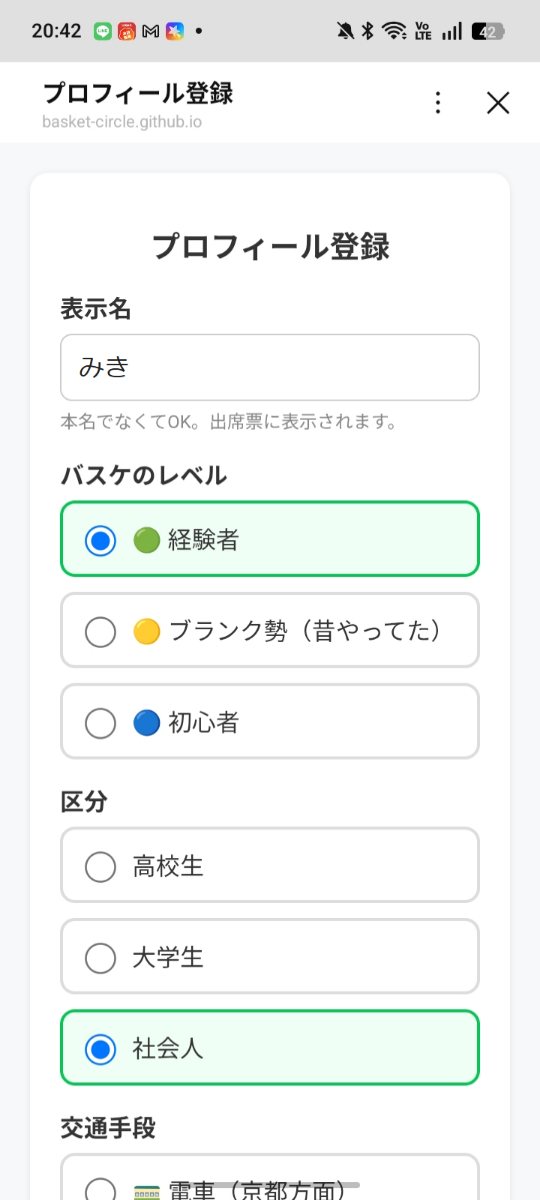 20:42
Vo
LTE
42
プロフィール登録
basket-circle.github.io
プロフィール登録
表示名
みき
本名でなくてOK。出席票に表示されます。
バスケのレベル
経験者
ブランク勢（昔やってた）
初心者
区分
高校生
大学生
社会人
交通手段
電車（京都方面）